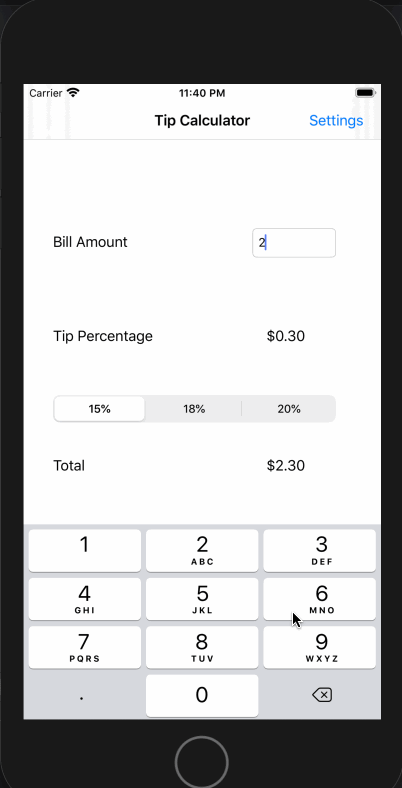 Carrier 11:40 PM
Tip Calculator Settings
Bill Amount 2
Tip Percentage $0.30
15% 18% 20%
Total $2.30
1 2 3
ABC DEF
4 5 6
GHI JKL MNO
7 8 9
PQRS TUV WXYZ
. 0